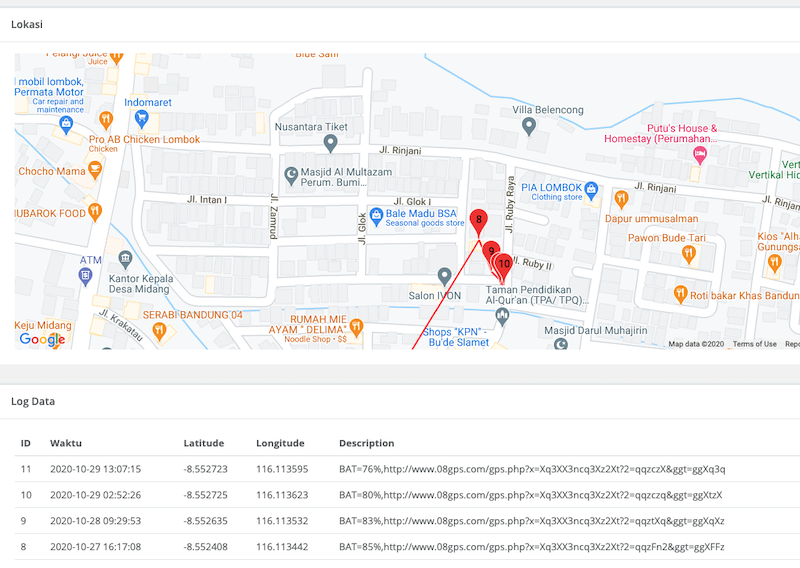 Lokasi
Pelangi Juice
Juice
Blue Safir
mobil lombok,
Permata Motor
Car repair and
maintenance
Indomaret
Villa Belencong
Pro AB Chicken Lombok
Chicken
Nusantara Tiket
Putu's House &
Homestay (Perumahan...
Jl. Rinjani
Chocho Mama
Masjid Al Multazam
Perum. Bumi...
Vertical Hid
PIA LOMBOK
Clothing store
Jl. Rinjani
Jl. Intan I
Jl. Zamrud
Jl. Glok
Jl. Glok I
Jl. Ruby Raya
Jl. Rinjani
MUBAROK FOOD
Bale Madu BSA
Seasonal goods store
8
Dapur ummusalman
Pawon Bude Tari
Kios "Alha
Gunungsa
ATM
Kantor Kepala
Desa Midang
9
10
Jl. Ruby II
Salon IVON
Taman Pendidikan
Al-Qur'an (TPA/ TPQ)...
Roti bakar Khas Bandun
Jl. Krakatau
SERABI BANDUNG 04
RUMAH MIE
AYAM " DELIMA"
Noodle Shop • $$
Keju Midang
Shops "KPN" -
Bu'de Slamet
Masjid Darul Muhajirin
Google
Map data ©2020
Terms of Use
Repo
Log Data
ID Waktu Latitude Longitude Description
11 2020-10-29 13:07:15 -8.552723 116.113595 BAT=76%,http://www.08gps.com/gps.php?x=Xq3XX3ncq3Xz2Xt?2=qqzczX&ggt=ggXq3q
10 2020-10-29 02:52:26 -8.552725 116.113623 BAT=80%,http://www.08gps.com/gps.php?x=Xq3XX3ncq3Xz2Xt?2=qqzczq&ggt=ggXtzX
9 2020-10-28 09:29:53 -8.552635 116.113532 BAT=83%,http://www.08gps.com/gps.php?x=Xq3XX3ncq3Xz2Xt?2=qqztXq&ggt=ggXqXz
8 2020-10-27 16:17:08 -8.552408 116.113442 BAT=85%,http://www.08gps.com/gps.php?x=Xq3XX3ncq3Xz2Xt?2=qqzFn2&ggt=ggXFFz